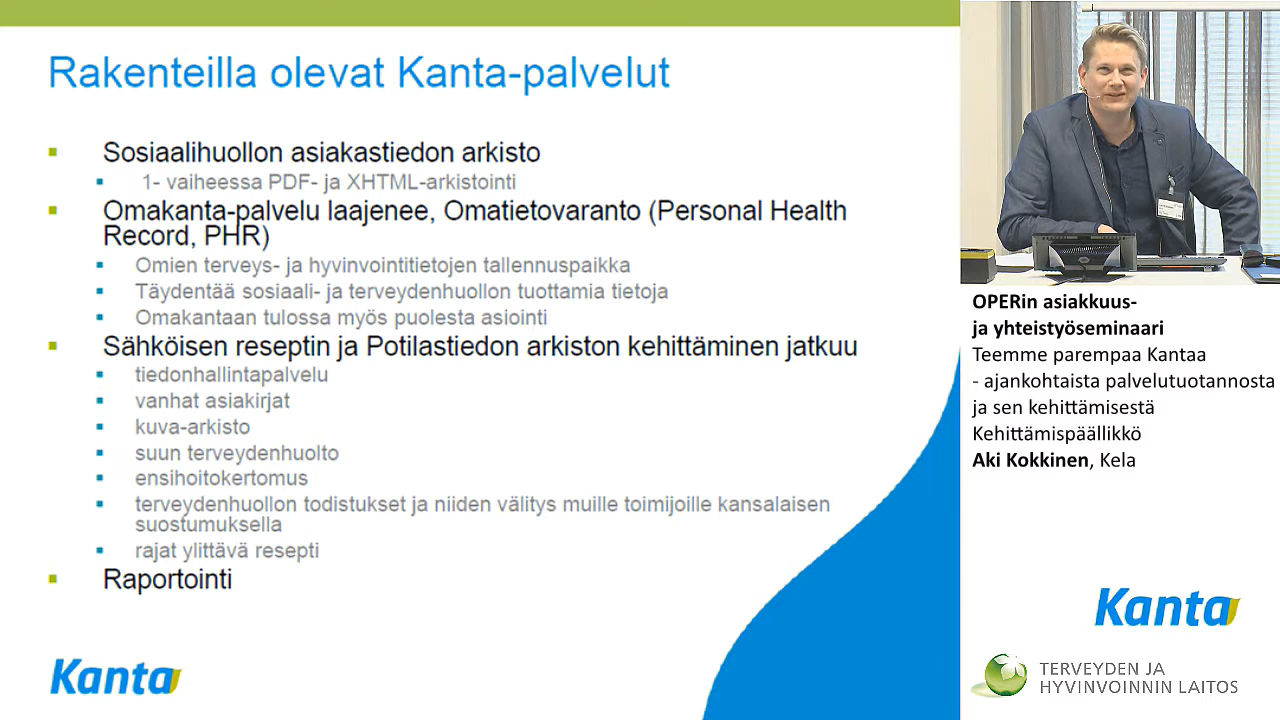 Rakenteilla olevat Kanta-palvelut
Sosiaalihuollon asiakastiedon arkisto
1- vaiheessa PDF- ja XHTML-arkistointi
Omakanta-palvelu laajenee, Omatietovaranto (Personal Health
Record, PHR)
Omien terveys- ja hyvinvointitietojen tallennuspaikka
Täydentää sosiaali- ja terveydenhuollon tuottamia tietoja
Omakantaan tulossa myös puolesta asiointi
Sähköisen reseptin ja Potilastiedon arkiston kehittäminen jatkuu
tiedonhallintapalvelu
vanhat asiakirjat
kuva-arkisto
suun terveydenhuolto
ensihoitokertomus
terveydenhuollon todistukset ja niiden välitys muille toimijoille kansalaisen
suostumuksella
rajat ylittävä resepti
Raportointi
Kanta
OPERin asiakkuus-
ja yhteistyöseminaari
Teemme parempaa Kantaa
- ajankohtaista palvelutuotannosta
ja sen kehittämisestä
Kehittämispäällikkö
Aki Kokkinen, Kela
Kanta
TERVEYDEN JA
HYVINVOINNIN LAITOS